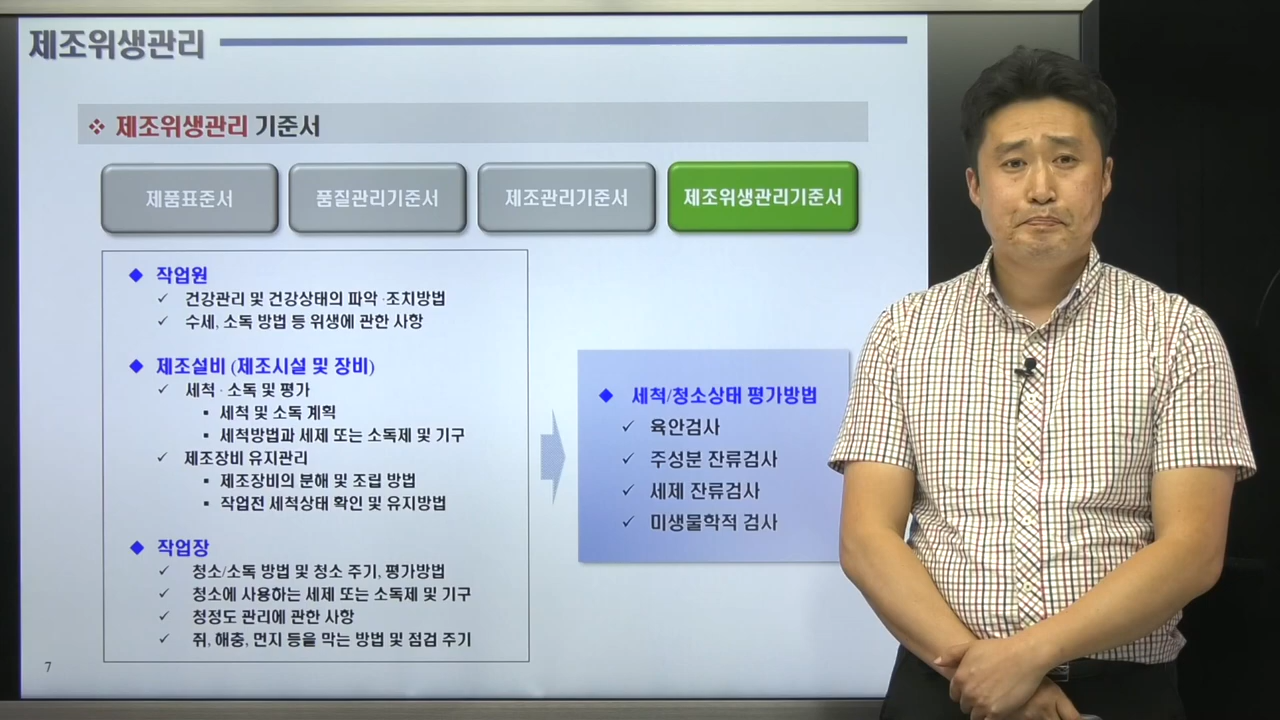 제조위생관리
❖ 제조위생관리 기준서
제품표준서
품질관리기준서
제조관리기준서
제조위생관리기준서
◆ 작업원
✓ 건강관리 및 건강상태의 파악·조치방법
✓ 수세, 소독 방법 등 위생에 관한 사항
◆ 제조설비 (제조시설 및 장비)
✓ 세척·소독 및 평가
▪ 세척 및 소독 계획
▪ 세척방법과 세제 또는 소독제 및 기구
✓ 제조장비 유지관리
▪ 제조장비의 분해 및 조립 방법
▪ 작업전 세척상태 확인 및 유지방법
◆ 작업장
✓ 청소/소독 방법 및 청소 주기, 평가방법
✓ 청소에 사용하는 세제 또는 소독제 및 기구
✓ 청정도 관리에 관한 사항
✓ 쥐, 해충, 먼지 등을 막는 방법 및 점검 주기
◆ 세척/청소상태 평가방법
✓ 육안검사
✓ 주성분 잔류검사
✓ 세제 잔류검사
✓ 미생물학적 검사
7